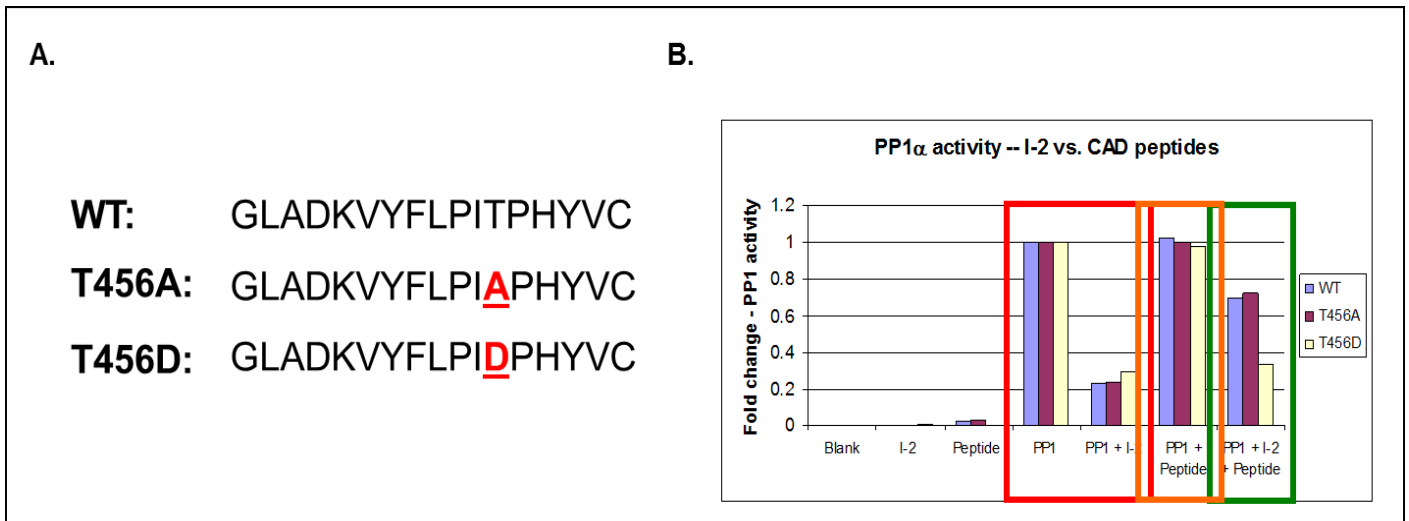 A.
B.
WT: GLADKVYFLPITPHYVC
T456A: GLADKVYFLPIAPHYVC
T456D: GLADKVYFLPIDPHYVC
PP1α activity -- I-2 vs. CAD peptides
Fold change - PP1 activity
1.2
1
0.8
0.6
0.4
0.2
0
Blank
I-2
Peptide
PP1
PP1 + I-2
PP1 +
Peptide
PP1 + I-2
+ Peptide
WT
T456A
T456D